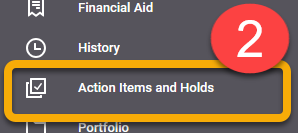 Financial Aid
2
History
Action Items and Holds
Portfolio